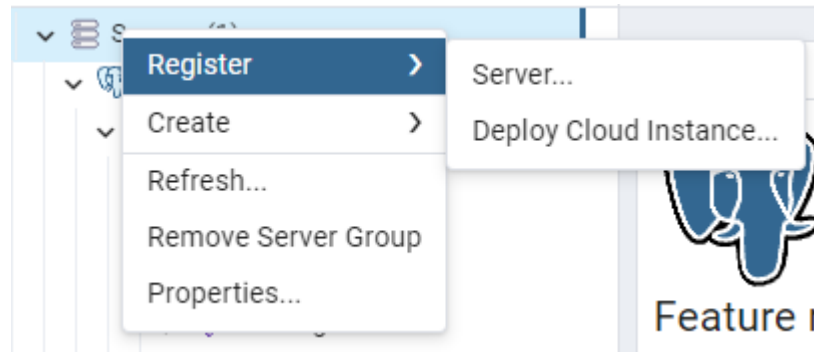 Register
Server...
Create
Deploy Cloud Instance...
Refresh...
Remove Server Group
Properties...
Feature